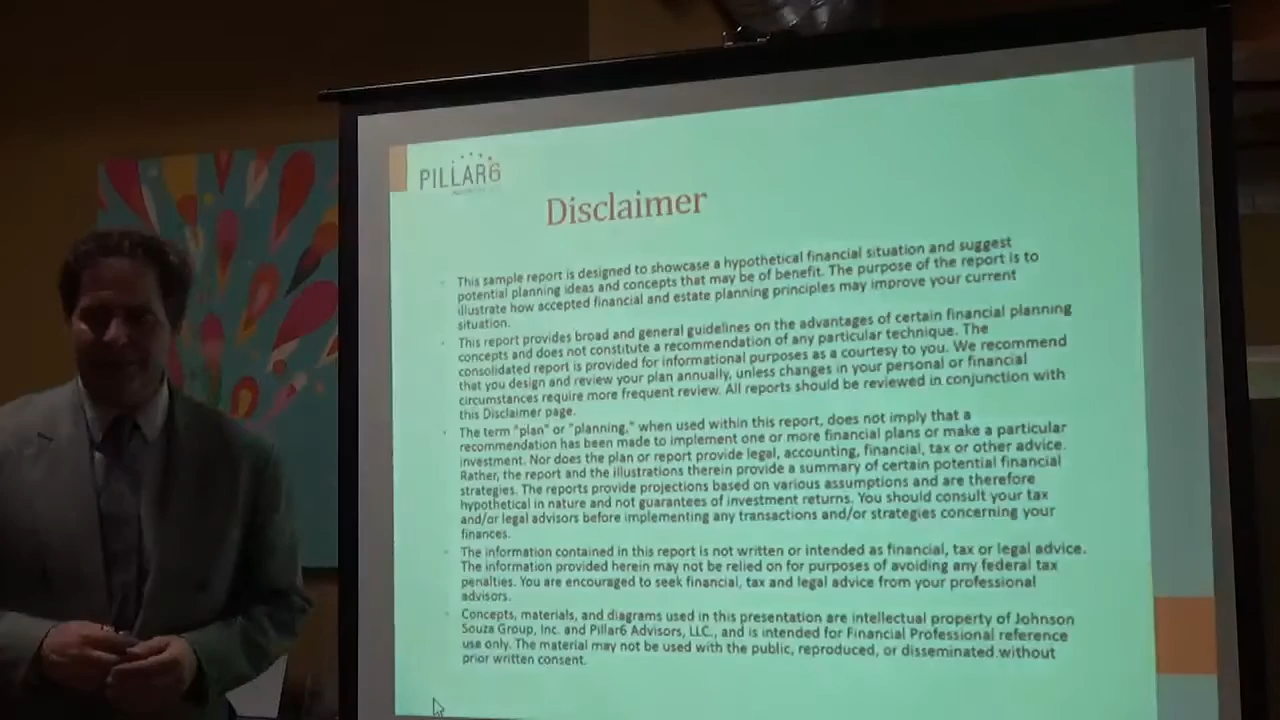 PILLAR6
Disclaimer
This sample report is designed to showcase a hypothetical financial situation and suggest
potential planning ideas and concepts that may be of benefit. The purpose of the report is to
illustrate how accepted financial and estate planning principles may improve your current
situation.
This report provides broad and general guidelines on the advantages of certain financial planning
concepts and does not constitute a recommendation of any particular technique. The
consolidated report is provided for informational purposes as a courtesy to you. We recommend
that you design and review your plan annually, unless changes in your personal or financial
circumstances require more frequent review. All reports should be reviewed in conjunction with
this Disclaimer page.
The term "plan" or "planning," when used within this report, does not imply that a
recommendation has been made to implement one or more financial plans or make a particular
investment. Nor does the plan or report provide legal, accounting, financial, tax or other advice.
Rather, the report and the illustrations therein provide a summary of certain potential financial
strategies. The reports provide projections based on various assumptions and are therefore
hypothetical in nature and not guarantees of investment returns. You should consult your tax
and/or legal advisors before implementing any transactions and/or strategies concerning your
finances.
The information contained in this report is not written or intended as financial, tax or legal advice.
The information provided herein may not be relied on for purposes of avoiding any federal tax
penalties. You are encouraged to seek financial, tax and legal advice from your professional
advisors.
Concepts, materials, and diagrams used in this presentation are intellectual property of Johnson
Souza Group, Inc. and Pillar6 Advisors, LLC., and is intended for Financial Professional reference
use only. The material may not be used with the public, reproduced, or disseminated without
prior written consent.